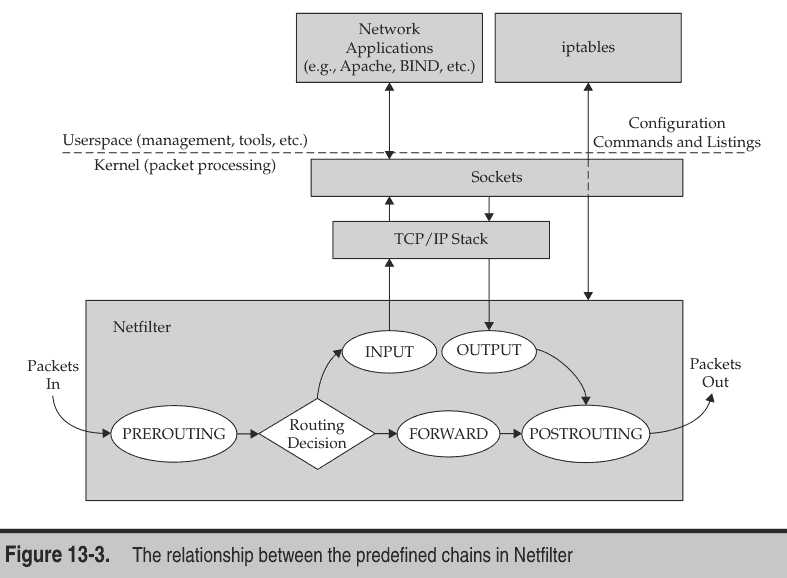 Network
Applications
(e.g., Apache, BIND, etc.)
iptables
Configuration
Commands and Listings
Userspace (management, tools, etc.)
Kernel (packet processing)
Sockets
TCP/IP Stack
Netfilter
INPUT
OUTPUT
Packets
In
Packets
Out
PREROUTING
Routing
Decision
FORWARD
POSTROUTING
Figure 13-3. The relationship between the predefined chains in Netfilter